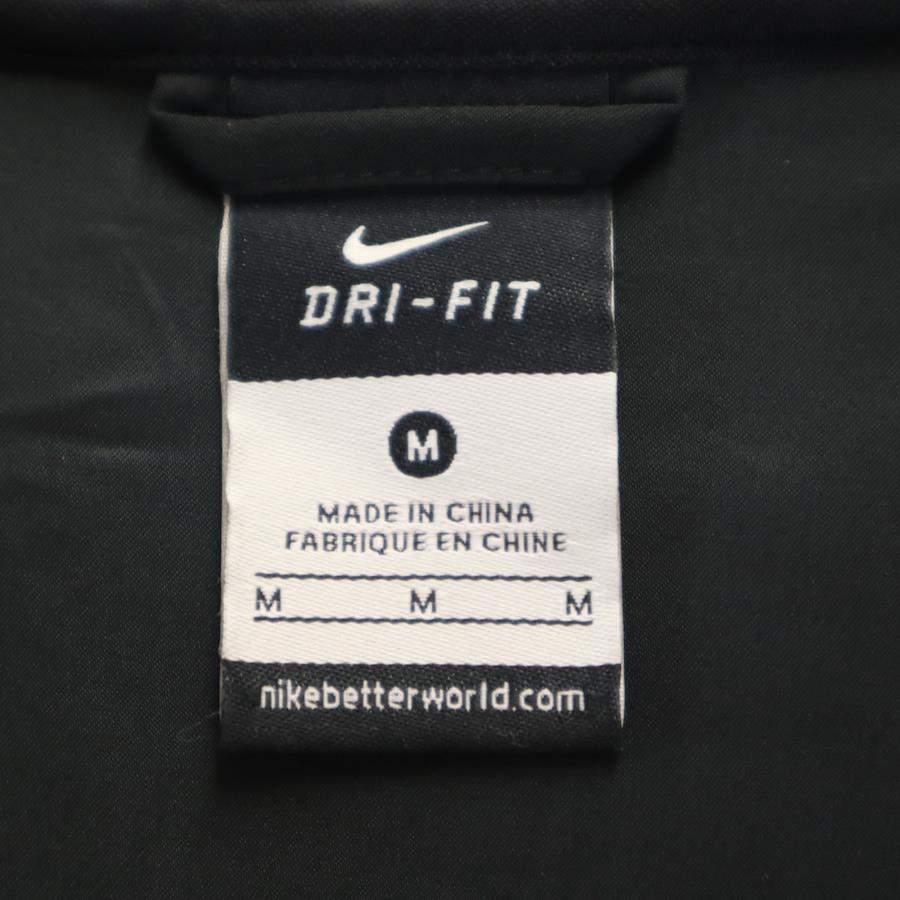 DRI-FIT
M
MADE IN CHINA
FABRIQUE EN CHINE
M M M
nikebetterworld.com